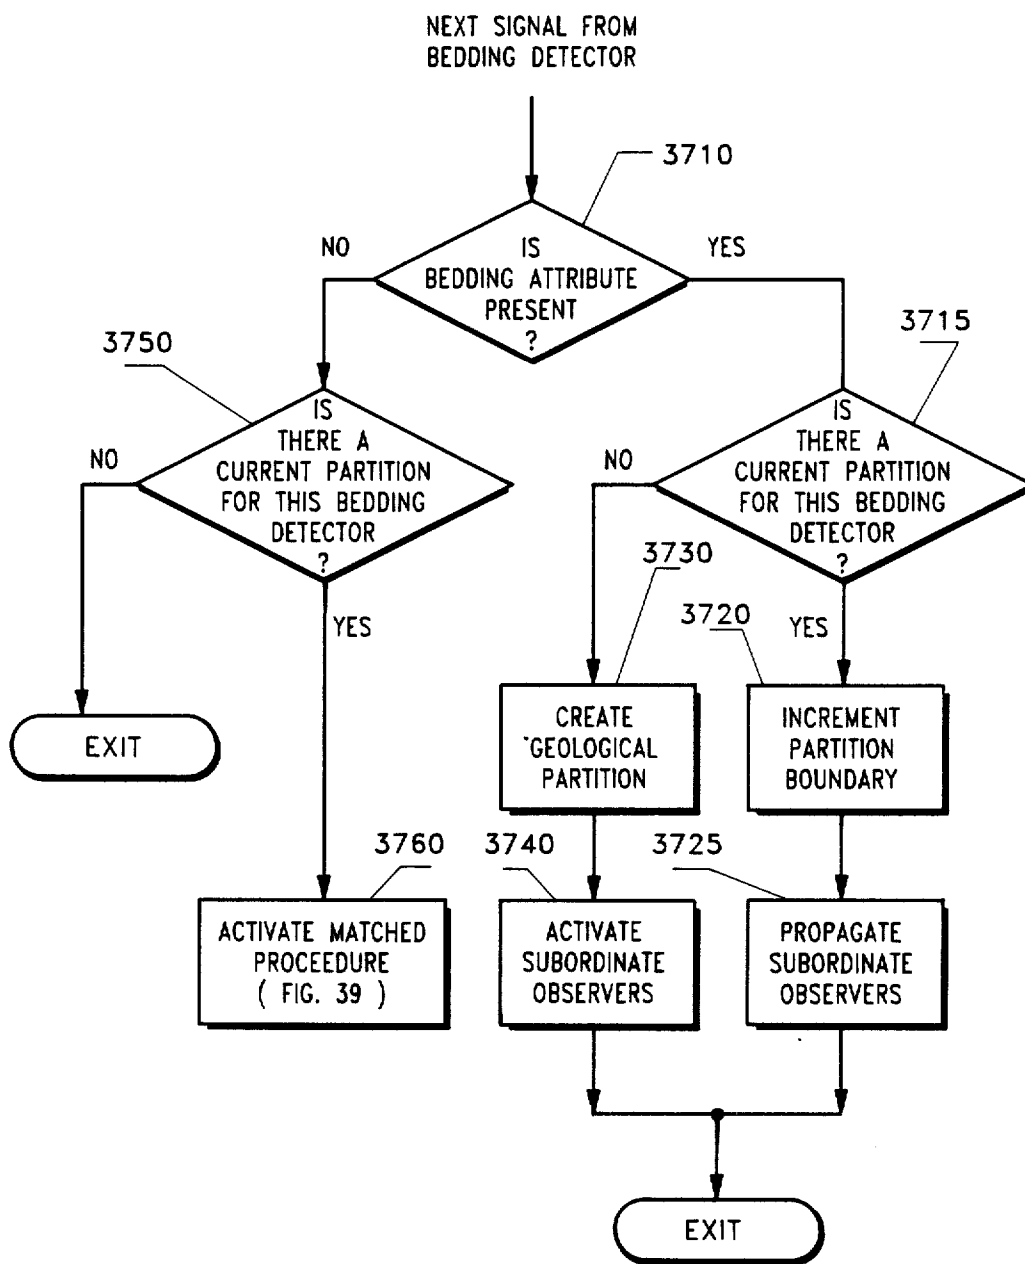 NEXT SIGNAL FROM
BEDDING DETECTOR
3710
NO
IS
BEDDING ATTRIBUTE
PRESENT
?
YES
3750
3715
IS
THERE A
CURRENT PARTITION
FOR THIS BEDDING
DETECTOR
?
NO
YES
IS
THERE A
CURRENT PARTITION
FOR THIS BEDDING
DETECTOR
?
NO
YES
3730
3720
EXIT
CREATE
GEOLOGICAL
PARTITION
INCREMENT
PARTITION
BOUNDARY
3760
3740
3725
ACTIVATE MATCHED
PROCEEDURE
( FIG. 39 )
ACTIVATE
SUBORDINATE
OBSERVERS
PROPAGATE
SUBORDINATE
OBSERVERS
EXIT